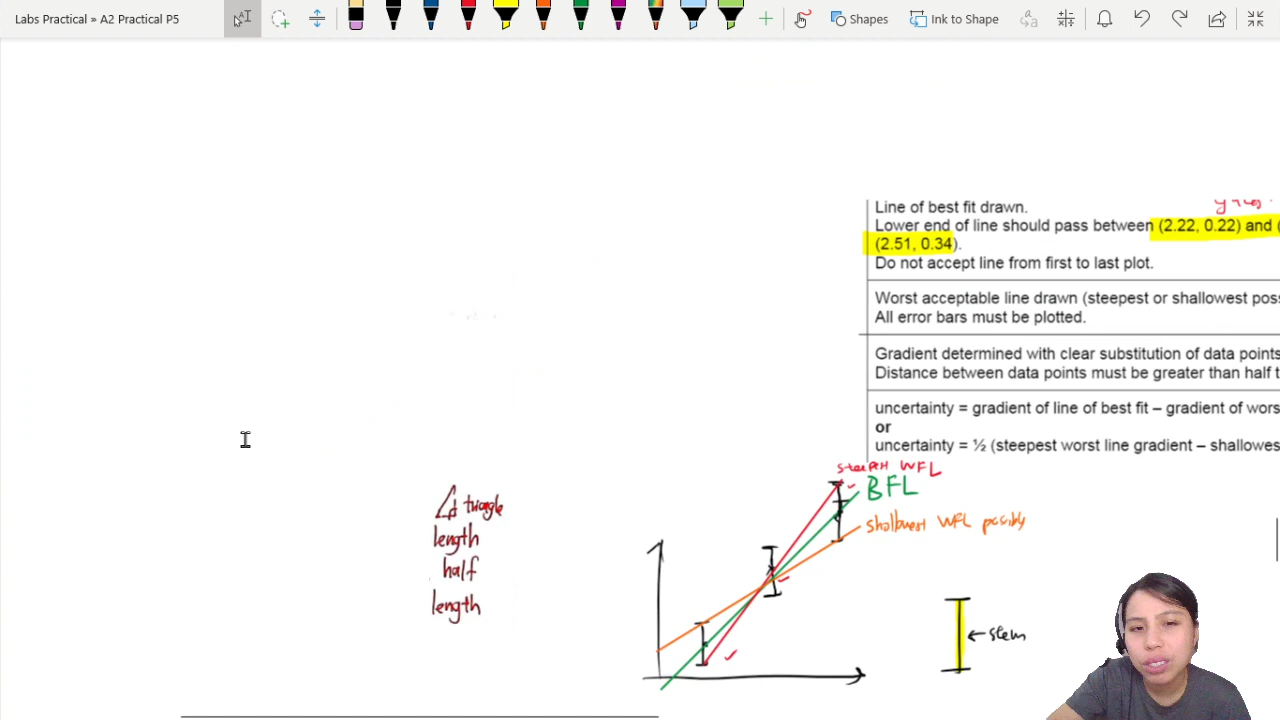 Labs Practical » A2 Practical P5
Shapes
Ink to Shape
Line of best fit drawn.
Lower end of line should pass between (2.22, 0.22) and (
(2.51, 0.34).
Do not accept line from first to last plot.
Worst acceptable line drawn (steepest or shallowest poss
All error bars must be plotted.
Gradient determined with clear substitution of data points
Distance between data points must be greater than half t
uncertainty = gradient of line of best fit – gradient of wors
or
uncertainty = ½ (steepest worst line gradient – shallowes
steepest WFL
BFL
shallowest WFL possibly
triangle
length
half
length
←stem